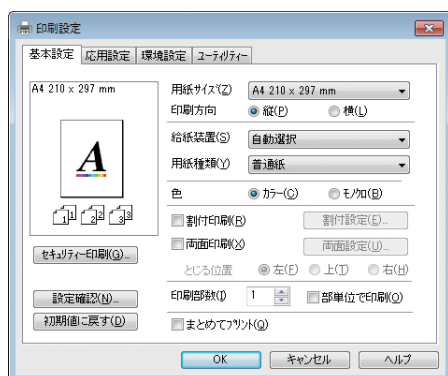 印刷設定
基本設定 応用設定 環境設定 ユーティリティー
A4 210 x 297 mm
A
1 1 2 2 3 3
セキュリティー印刷(G)...
設定確認(N)...
初期値に戻す(D)
用紙サイズ(Z) A4 210 x 297 mm
印刷方向 縦(P) 横(L)
給紙装置(S) 自動選択
用紙種類(Y) 普通紙
色 カラー(C) モノクロ(B)
割付印刷(R) 割付設定(E)...
両面印刷(X) 両面設定(U)...
とじる位置 左(F) 上(T) 右(H)
印刷部数(I) 1 部単位で印刷(O)
まとめてプリント(Q)
OK キャンセル ヘルプ